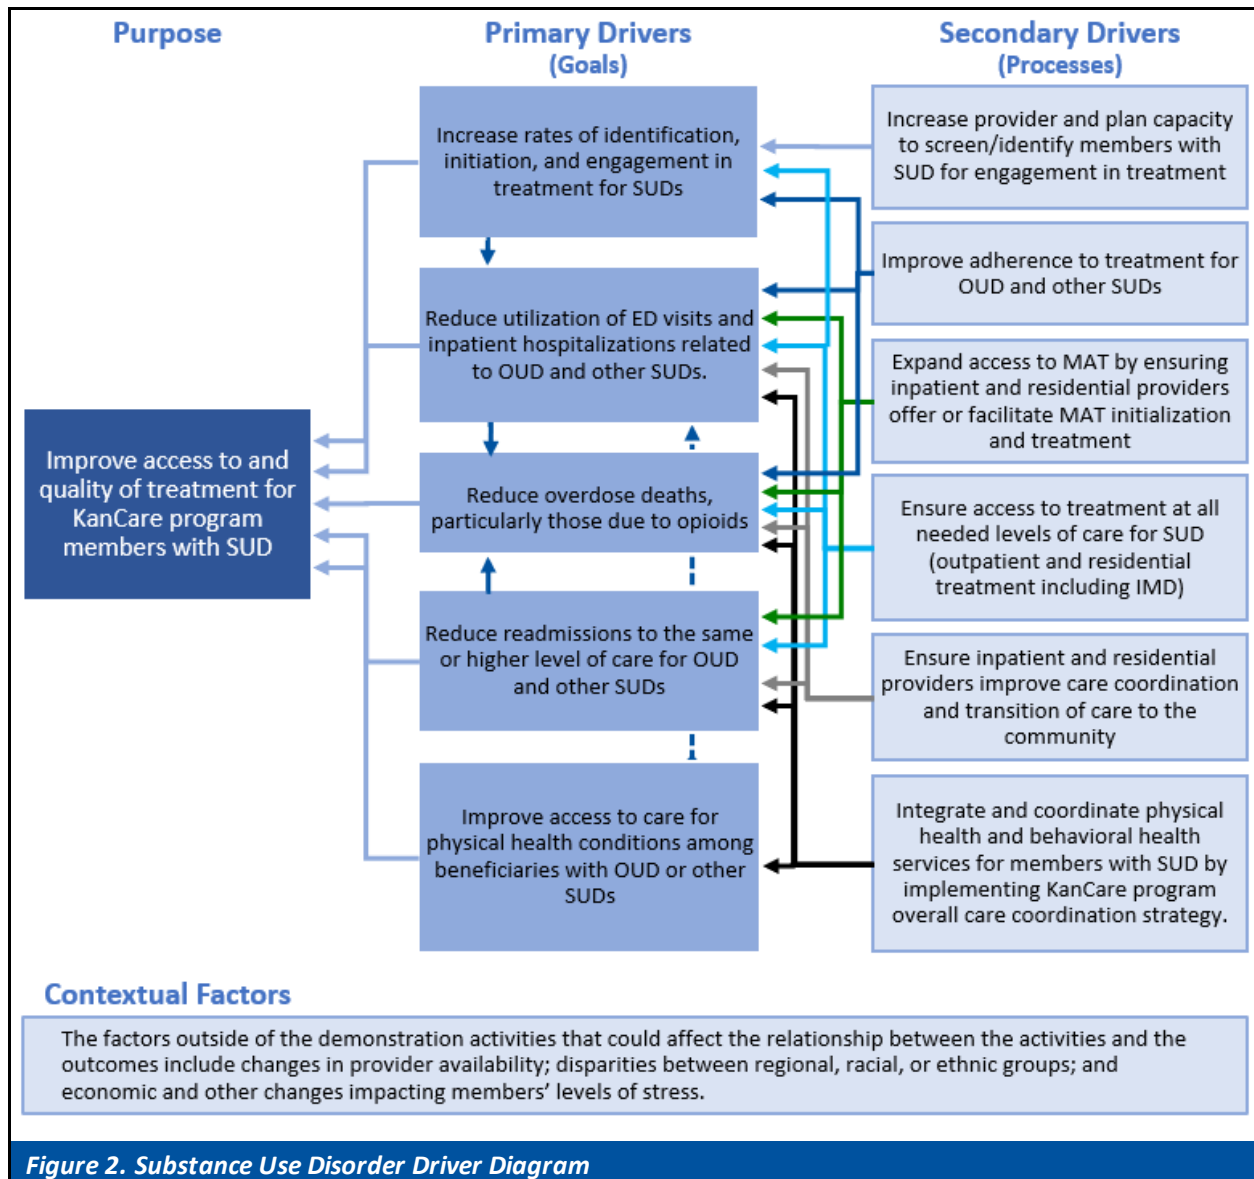 Purpose
Primary Drivers
(Goals)
Secondary Drivers
(Processes)
Improve access to and
quality of treatment for
KanCare program
members with SUD
Increase rates of identification,
initiation, and engagement in
treatment for SUDs
Reduce utilization of ED visits and
inpatient hospitalizations related
to OUD and other SUDs.
Reduce overdose deaths,
particularly those due to opioids
Reduce readmissions to the same
or higher level of care for OUD
and other SUDs
Improve access to care for
physical health conditions among
beneficiaries with OUD or other
SUDs
Increase provider and plan capacity
to screen/identify members with
SUD for engagement in treatment
Improve adherence to treatment for
OUD and other SUDs
Expand access to MAT by ensuring
inpatient and residential providers
offer or facilitate MAT initialization
and treatment
Ensure access to treatment at all
needed levels of care for SUD
(outpatient and residential
treatment including IMD)
Ensure inpatient and residential
providers improve care coordination
and transition of care to the
community
Integrate and coordinate physical
health and behavioral health
services for members with SUD by
implementing KanCare program
overall care coordination strategy.
Contextual Factors
The factors outside of the demonstration activities that could affect the relationship between the activities and the
outcomes include changes in provider availability; disparities between regional, racial, or ethnic groups; and
economic and other changes impacting members' levels of stress.
Figure 2. Substance Use Disorder Driver Diagram